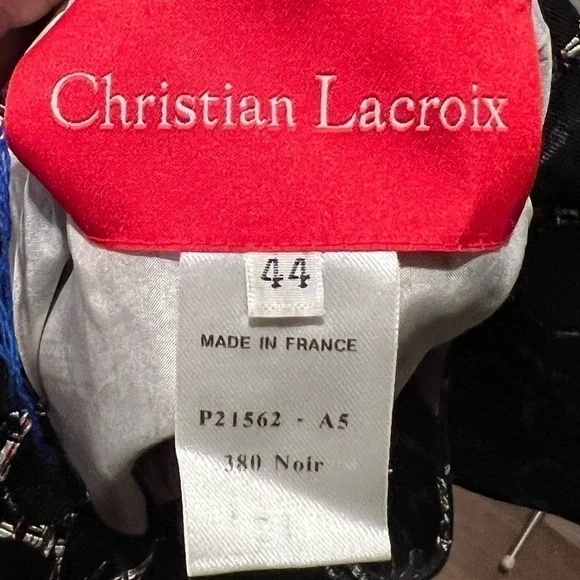 Christian Lacroix
44
MADE IN FRANCE
P21562 - A5
380 Noir